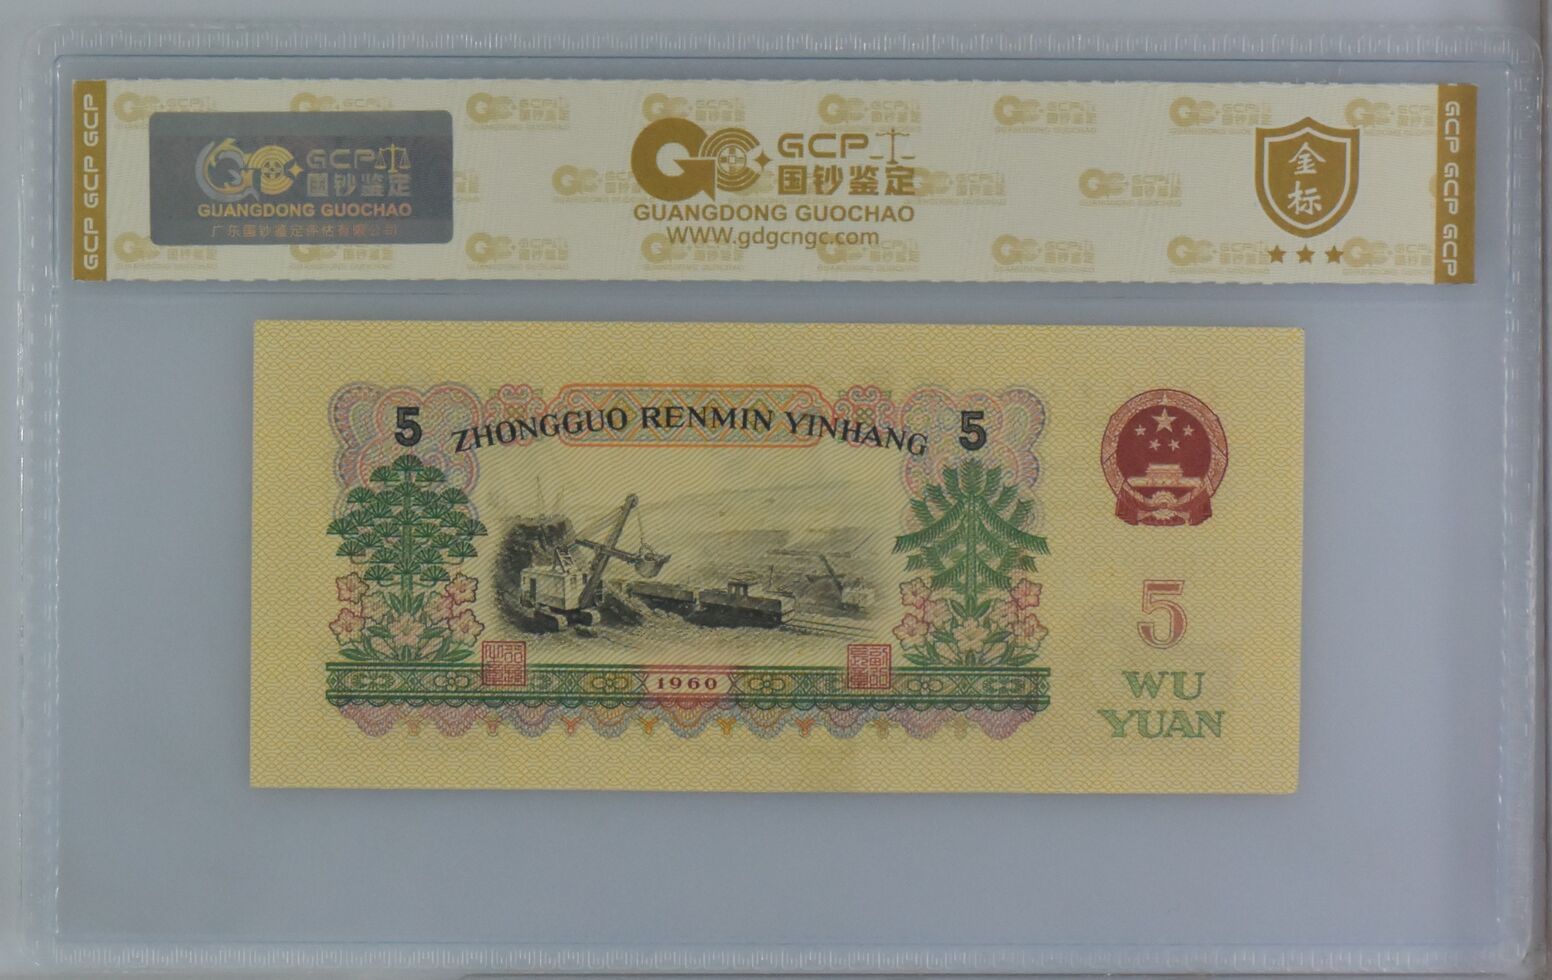 GCP GCP GCP
GCP
国钞鉴定
GUANGDONG GUOCHAO
广东国钞鉴定评估有限公司
GCP
国钞鉴定
GUANGDONG GUOCHAO
www.gdgcngc.com
金
标
GCP GCP GCP
5
ZHONGGUO RENMIN YINHANG
5
1960
5
WU
YUAN